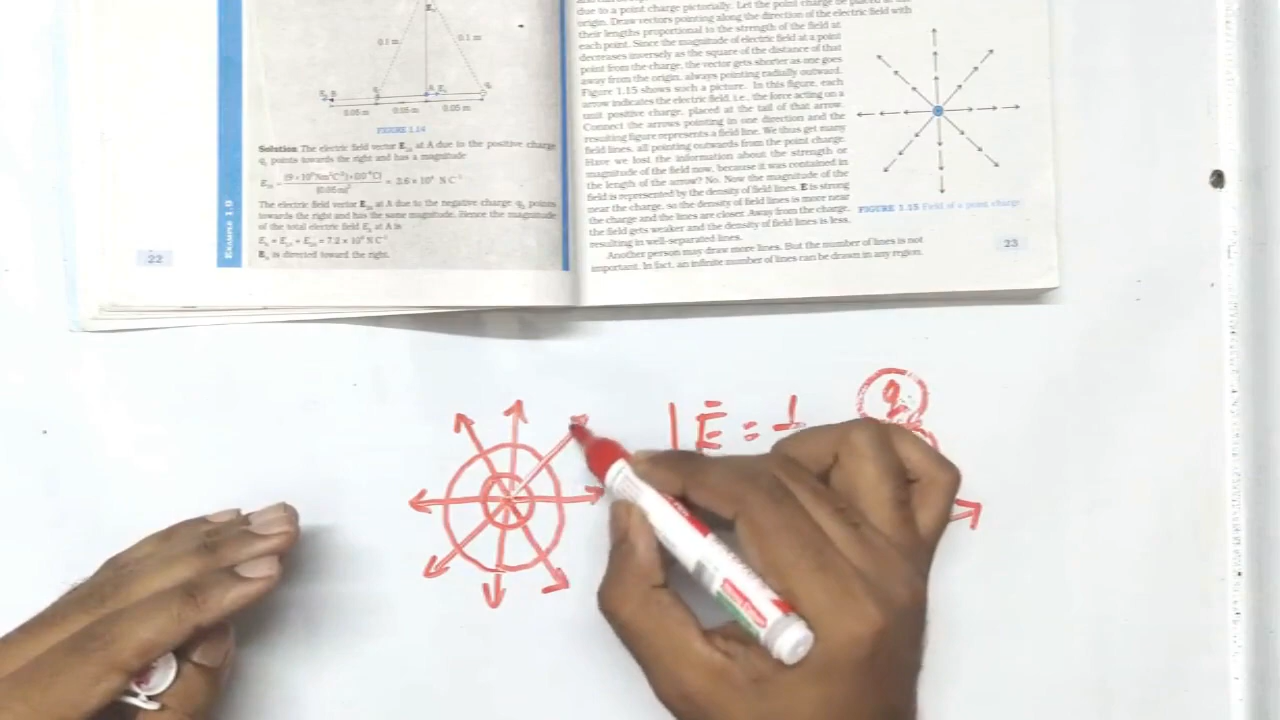 0.1 m
0.1 m
0.05 m
0.05 m
0.05 m
FIGURE 1.14
Solution The electric field vector E at A due to the positive charge
q points towards the right and has a magnitude
= 3.6 × 10⁴ N C⁻¹
The electric field vector E at A due to the negative charge q points
towards the right and has the same magnitude. Hence the magnitude
of the total electric field E at A is
= 7.2 × 10⁴ N C⁻¹
E is directed toward the right.
EXAMPLE 1.9
22
due to a point charge pictorially. Let the point charge be placed at the
origin. Draw vectors pointing along the direction of the electric field with
their lengths proportional to the strength of the field at
each point. Since the magnitude of electric field at a point
decreases inversely as the square of the distance of that
point from the charge, the vector gets shorter as one goes
away from the origin, always pointing radially outward.
Figure 1.15 shows such a picture. In this figure, each
arrow indicates the electric field, i.e., the force acting on a
unit positive charge, placed at the tail of that arrow.
Connect the arrows pointing in one direction and the
resulting figure represents a field line. We thus get many
field lines, all pointing outwards from the point charge.
Have we lost the information about the strength or
magnitude of the field now, because it was contained in
the length of the arrow? No. Now the magnitude of the
field is represented by the density of field lines. E is strong
near the charge, so the density of field lines is more near
the charge and the lines are closer. Away from the charge,
the field gets weaker and the density of field lines is less,
resulting in well-separated lines.
Another person may draw more lines. But the number of lines is not
important. In fact, an infinite number of lines can be drawn in any region.
FIGURE 1.15 Field of a point charge
23
E = 1
q